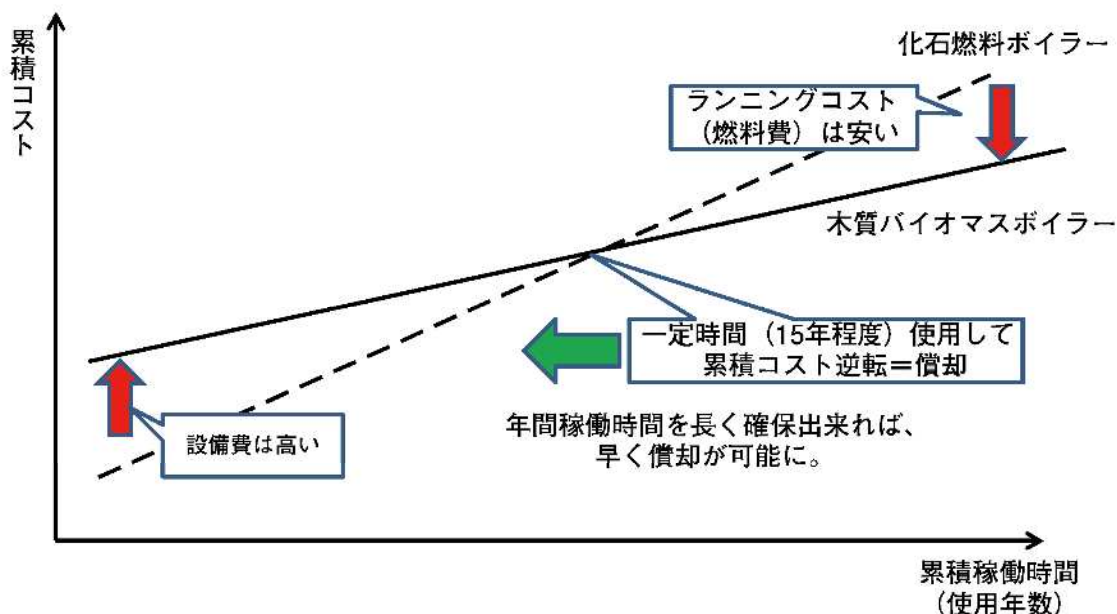 累積コスト
化石燃料ボイラー
ランニングコスト
(燃料費)は安い
木質バイオマスボイラー
一定時間(15年程度)使用して
累積コスト逆転=償却
設備費は高い
年間稼働時間を長く確保出来れば、
早く償却が可能に。
累積稼働時間
(使用年数)